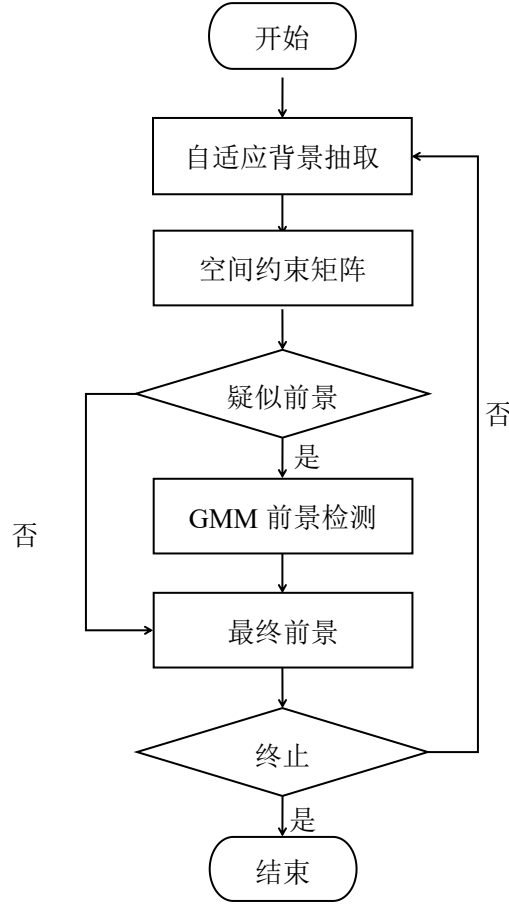 开始
自适应背景抽取
空间约束矩阵
疑似前景
否
是
GMM 前景检测
否
最终前景
终止
是
结束